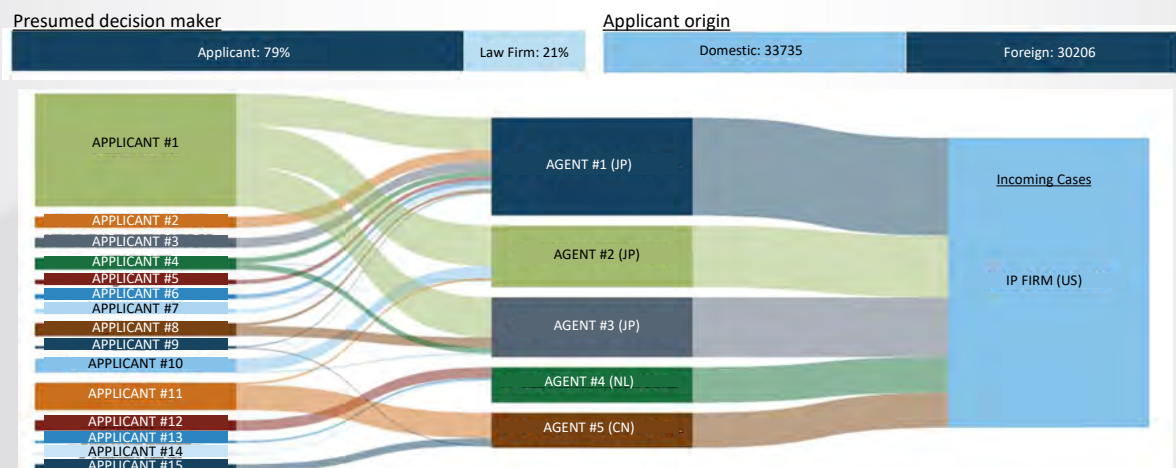 Presumed decision maker
Applicant: 79%
Law Firm: 21%
Applicant origin
Domestic: 33735
Foreign: 30206
APPLICANT #1
APPLICANT #2
APPLICANT #3
APPLICANT #4
APPLICANT #5
APPLICANT #6
APPLICANT #7
APPLICANT #8
APPLICANT #9
APPLICANT #10
APPLICANT #11
APPLICANT #12
APPLICANT #13
APPLICANT #14
APPLICANT #15
AGENT #1 (JP)
AGENT #2 (JP)
AGENT #3 (JP)
AGENT #4 (NL)
AGENT #5 (CN)
Incoming Cases
IP FIRM (US)